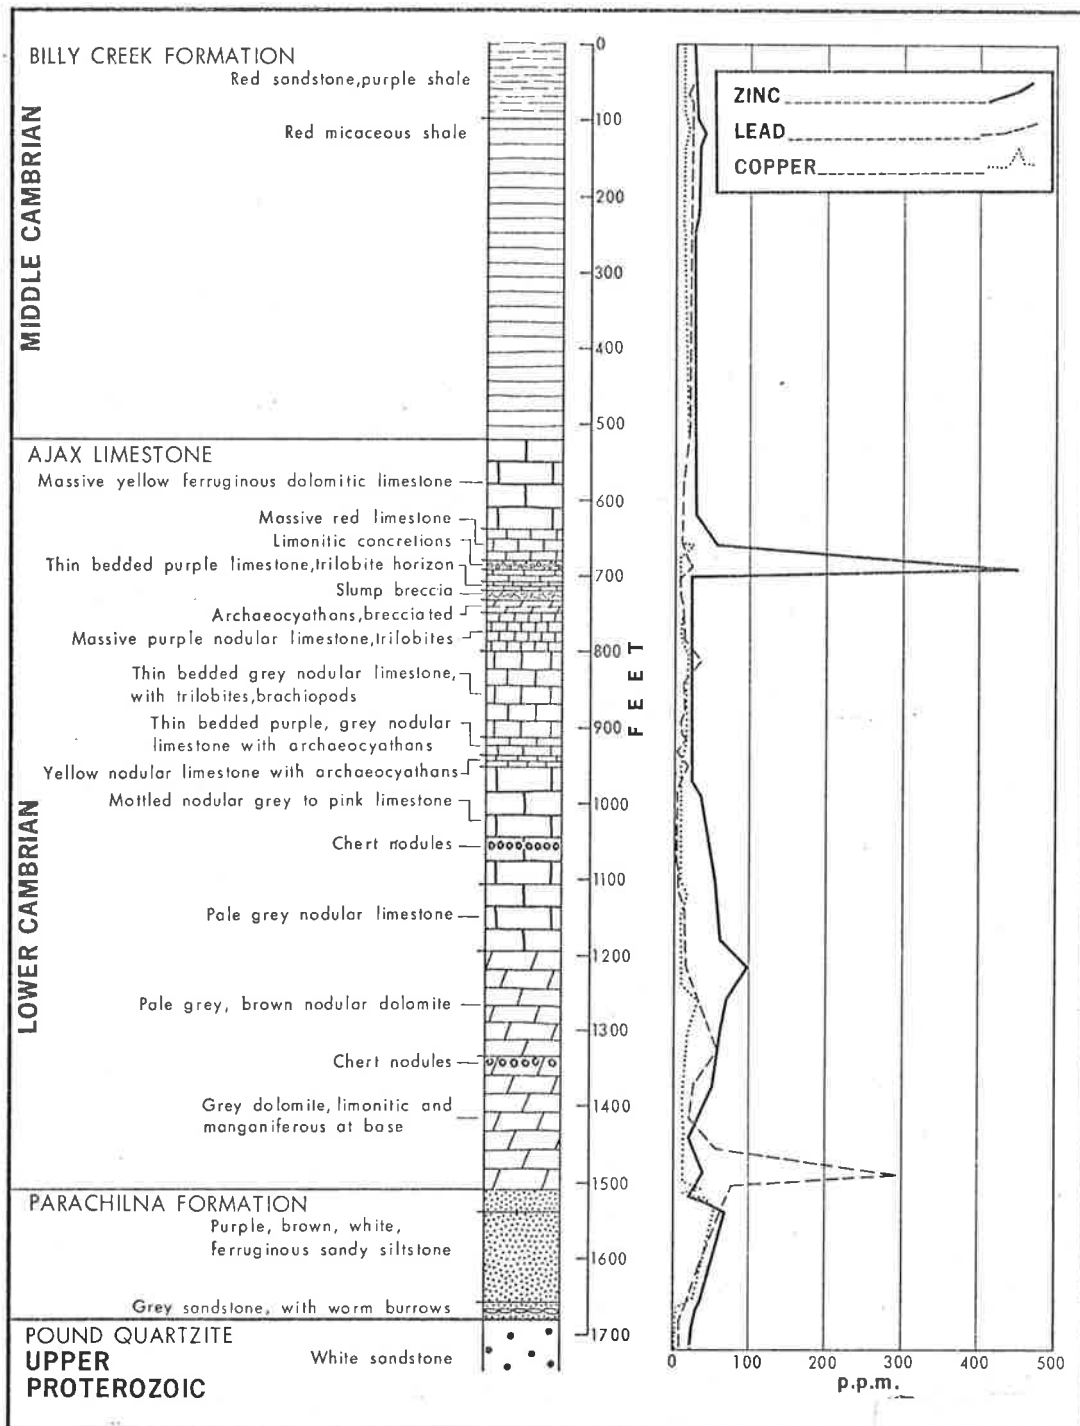 BILLY CREEK FORMATION
Red sandstone, purple shale
Red micaceous shale
MIDDLE CAMBRIAN
AJAX LIMESTONE
Massive yellow ferruginous dolomitic limestone
Massive red limestone
Limonitic concretions
Thin bedded purple limestone, trilobite horizon
Slump breccia
Archaeocyathans, brecciated
Massive purple nodular limestone, trilobites
Thin bedded grey nodular limestone,
with trilobites, brachiopods
Thin bedded purple, grey nodular
limestone with archaeocyathans
Yellow nodular limestone with archaeocyathans
Mottled nodular grey to pink limestone
Chert nodules
Pale grey nodular limestone
Pale grey, brown nodular dolomite
Chert nodules
Grey dolomite, limonitic and
manganiferous at base
LOWER CAMBRIAN
PARACHILNA FORMATION
Purple, brown, white,
ferruginous sandy siltstone
Grey sandstone, with worm burrows
POUND QUARTZITE
UPPER
PROTEROZOIC
White sandstone
0
100
200
300
400
500
600
700
800
900
1000
1100
1200
1300
1400
1500
1600
1700
FEET
ZINC
LEAD
COPPER
0 100 200 300 400 500
p.p.m.